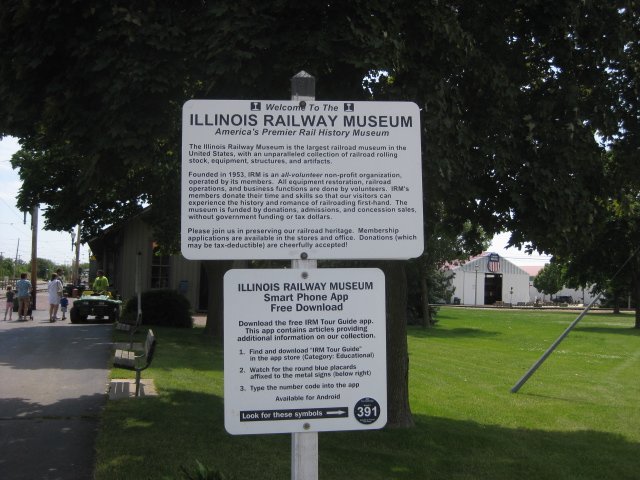 Welcome To The
ILLINOIS RAILWAY MUSEUM
America's Premier Rail History Museum
The Illinois Railway Museum is the largest railroad museum in the
United States, with an unparalleled collection of railroad rolling
stock, equipment, structures, and artifacts.
Founded in 1953, IRM is an all-volunteer non-profit organization,
operated by its members. All equipment restoration, railroad
operations, and business functions are done by volunteers. IRM's
members donate their time and skills so that our visitors can
experience the history and romance of railroading first-hand. The
museum is funded by donations, admissions, and concession sales,
without government funding or tax dollars.
Please join us in preserving our railroad heritage. Membership
applications are available in the stores and office. Donations (which
may be tax-deductible) are cheerfully accepted!
ILLINOIS RAILWAY MUSEUM
Smart Phone App
Free Download
Download the free IRM Tour Guide app.
This app contains articles providing
additional information on our collection.
1. Find and download "IRM Tour Guide"
in the app store (Category: Educational)
2. Watch for the round blue placards
affixed to the metal signs (below right)
3. Type the number code into the app
Available for Android
Look for these symbols
391